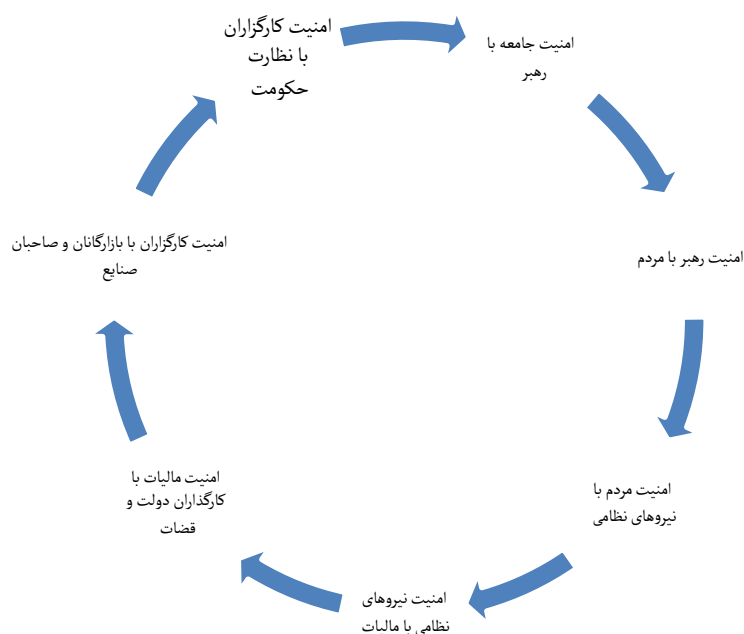 امنیت کارگزاران
با نظارت
حکومت
امنیت جامعه با
رهبر
امنیت رهبر با مردم
امنیت مردم با
نیروهای نظامی
امنیت نیروهای
نظامی با مالیات
امنیت مالیات با
کارگذاران دولت و
قضات
امنیت کارگزاران با بازارگانان و صاحبان
صنایع